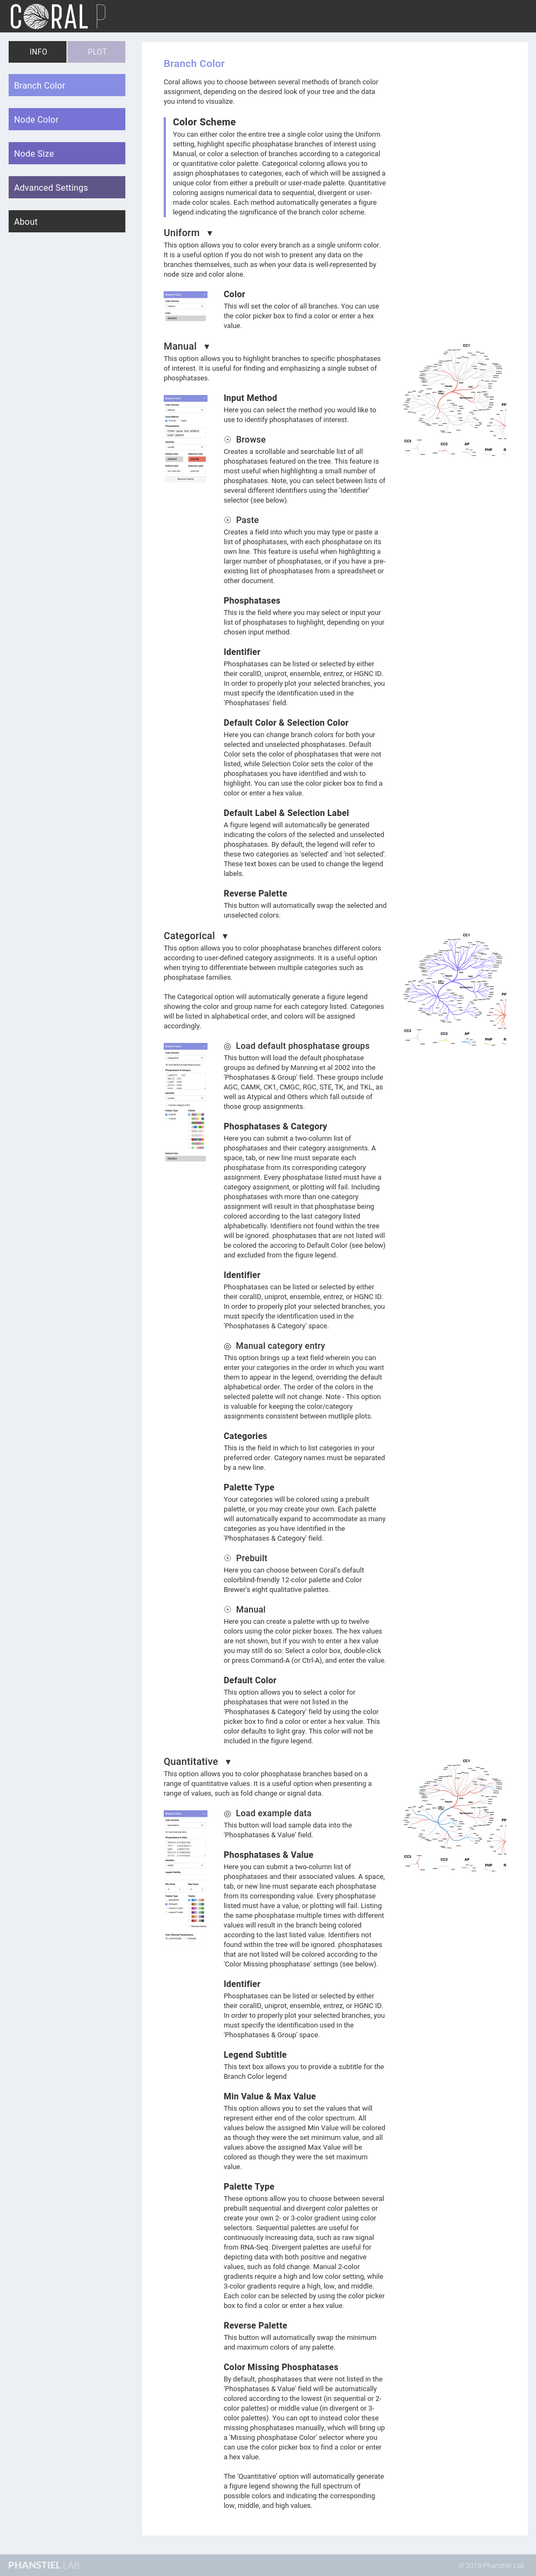 CORAL P
INFO
PLOT
Branch Color
Node Color
Node Size
Advanced Settings
About
Branch Color
Coral allows you to choose between several methods of branch color
assignment, depending on the desired look of your tree and the data
you intend to visualize.
Color Scheme
You can either color the entire tree a single color using the Uniform
setting, highlight specific phosphatase branches of interest using
Manual, or color a selection of branches according to a categorical
or quantitative color palette. Categorical coloring allows you to
assign phosphatases to categories, each of which will be assigned a
unique color from either a prebuilt or user-made palette. Quantitative
coloring assigns numerical data to sequential, divergent or user-
made color scales. Each method automatically generates a figure
legend indicating the significance of the branch color scheme.
Uniform ▼
This option allows you to color every branch as a single uniform color.
It is a useful option if you do not wish to present any data on the
branches themselves, such as when your data is well-represented by
node size and color alone.
Color
This will set the color of all branches. You can use
the color picker box to find a color or enter a hex
value.
Manual ▼
This option allows you to highlight branches to specific phosphatases
of interest. It is useful for finding and emphasizing a single subset of
phosphatases.
CC1
CC3
CC2
AP
PHP
Input Method
Here you can select the method you would like to
use to identify phosphatases of interest.
Browse
Creates a scrollable and searchable list of all
phosphatases featured on the tree. This feature is
most useful when highlighting a small number of
phosphatases. Note, you can select between lists of
several different identifiers using the 'Identifier'
selector (see below).
Paste
Creates a field into which you may type or paste a
list of phosphatases, with each phosphatase on its
own line. This feature is useful when highlighting a
larger number of phosphatases, or if you have a pre-
existing list of phosphatases from a spreadsheet or
other document.
Phosphatases
This is the field where you may select or input your
list of phosphatases to highlight, depending on your
chosen input method.
Identifier
Phosphatases can be listed or selected by either
their coralID, uniprot, ensemble, entrez, or HGNC ID.
In order to properly plot your selected branches, you
must specify the identification used in the
'Phosphatases' field.
Default Color & Selection Color
Here you can change branch colors for both your
selected and unselected phosphatases. Default
Color sets the color of phosphatases that were not
listed, while Selection Color sets the color of the
phosphatases you have identified and wish to
highlight. You can use the color picker box to find a
color or enter a hex value.
Default Label & Selection Label
A figure legend will automatically be generated
indicating the colors of the selected and unselected
phosphatases. By default, the legend will refer to
these two categories as 'selected' and 'not selected'.
These text boxes can be used to change the legend
labels.
Reverse Palette
This button will automatically swap the selected and
unselected colors.
Categorical ▼
This option allows you to color phosphatase branches different colors
according to user-defined category assignments. It is a useful option
when trying to differentiate between multiple categories such as
phosphatase families.
The Categorical option will automatically generate a figure legend
showing the color and group name for each category listed. Categories
will be listed in alphabetical order, and colors will be assigned
accordingly.
CC1
CC3
CC2
AP
PHP
Load default phosphatase groups
This button will load the default phosphatase
groups as defined by Manning et al 2002 into the
'Phosphatases & Group' field. These groups include
AGC, CAMK, CK1, CMGC, RGC, STE, TK, and TKL, as
well as Atypical and Others which fall outside of
those group assignments.
Phosphatases & Category
Here you can submit a two-column list of
phosphatases and their category assignments. A
space, tab, or new line must separate each
phosphatase from its corresponding category
assignment. Every phosphatase listed must have a
category assignment, or plotting will fail. Including
phosphatases with more than one category
assignment will result in that phosphatase being
colored according to the last category listed
alphabetically. Identifers not found within the tree
will be ignored. phosphatases that are not listed will
be colored the accoring to Default Color (see below)
and excluded from the figure legend.
Identifier
Phosphatases can be listed or selected by either
their coralID, uniprot, ensemble, entrez, or HGNC ID.
In order to properly plot your selected branches, you
must specify the identification used in the
'Phosphatases & Category' space.
Manual category entry
This option brings up a text field wherein you can
enter your categories in the order in which you want
them to appear in the legend, overriding the default
alphabetical order. The order of the colors in the
selected palette will not change. Note - This option
is valuable for keeping the color/category
assignments consistent between mutliple plots.
Categories
This is the field in which to list categories in your
preferred order. Category names must be separated
by a new line.
Palette Type
Your categories will be colored using a prebuilt
palette, or you may create your own. Each palette
will automatically expand to accommodate as many
categories as you have identified in the
'Phosphatases & Category' field.
Prebuilt
Here you can choose between Coral's default
colorblind-friendly 12-color palette and Color
Brewer's eight qualitative palettes.
Manual
Here you can create a palette with up to twelve
colors using the color picker boxes. The hex values
are not shown, but if you wish to enter a hex value
you may still do so: Select a color box, double-click
or press Command-A (or Ctrl-A), and enter the value.
Default Color
This option allows you to select a color for
phosphatases that were not listed in the
'Phosphatases & Category' field by using the color
picker box to find a color or enter a hex value. This
color defaults to light gray. This color will not be
included in the figure legend.
Quantitative ▼
This option allows you to color phosphatase branches based on a
range of quantitative values. It is a useful option when presenting a
range of values, such as fold change or signal data.
CC1
CC3
CC2
AP
PHP
Load example data
This button will load sample data into the
'Phosphatases & Value' field.
Phosphatases & Value
Here you can submit a two-column list of
phosphatases and their associated values. A space,
tab, or new line must separate each phosphatase
from its corresponding value. Every phosphatase
listed must have a value, or plotting will fail. Listing
the same phosphatase multiple times with different
values will result in the branch being colored
according to the last listed value. Identifers not
found within the tree will be ignored. phosphatases
that are not listed will be colored according to the
'Color Missing phosphatase' settings (see below).
Identifier
Phosphatases can be listed or selected by either
their coralID, uniprot, ensemble, entrez, or HGNC ID.
In order to properly plot your selected branches, you
must specify the identification used in the
'Phosphatases & Group' space.
Legend Subtitle
This text box allows you to provide a subtitle for the
Branch Color legend
Min Value & Max Value
This option allows you to set the values that will
represent either end of the color spectrum. All
values below the assigned Min Value will be colored
as though they were the set minimum value, and all
values above the assigned Max Value will be
colored as though they were the set maximum
value.
Palette Type
These options allow you to choose between several
prebuilt sequential and divergent color palettes or
create your own 2- or 3-color gradient using color
selectors. Sequential palettes are useful for
continuously increasing data, such as raw signal
from RNA-Seq. Divergent palettes are useful for
depicting data with both positive and negative
values, such as fold change. Manual 2-color
gradients require a high and low color setting, while
3-color gradients require a high, low, and middle.
Each color can be selected by using the color picker
box to find a color or enter a hex value.
Reverse Palette
This button will automatically swap the minimum
and maximum colors of any palette.
Color Missing Phosphatases
By default, phosphatases that were not listed in the
'Phosphatases & Value' field will be automatically
colored according to the lowest (in sequential or 2-
color palettes) or middle value (in divergent or 3-
color palettes). You can opt to instead color these
missing phosphatases manually, which will bring up
a 'Missing phosphatase Color' selector where you
can use the color picker box to find a color or enter
a hex value.
The 'Quantitative' option will automatically generate
a figure legend showing the full spectrum of
possible colors and indicating the corresponding
low, middle, and high values.
PHANSTIEL LAB
© 2018 Phanstiel Lab